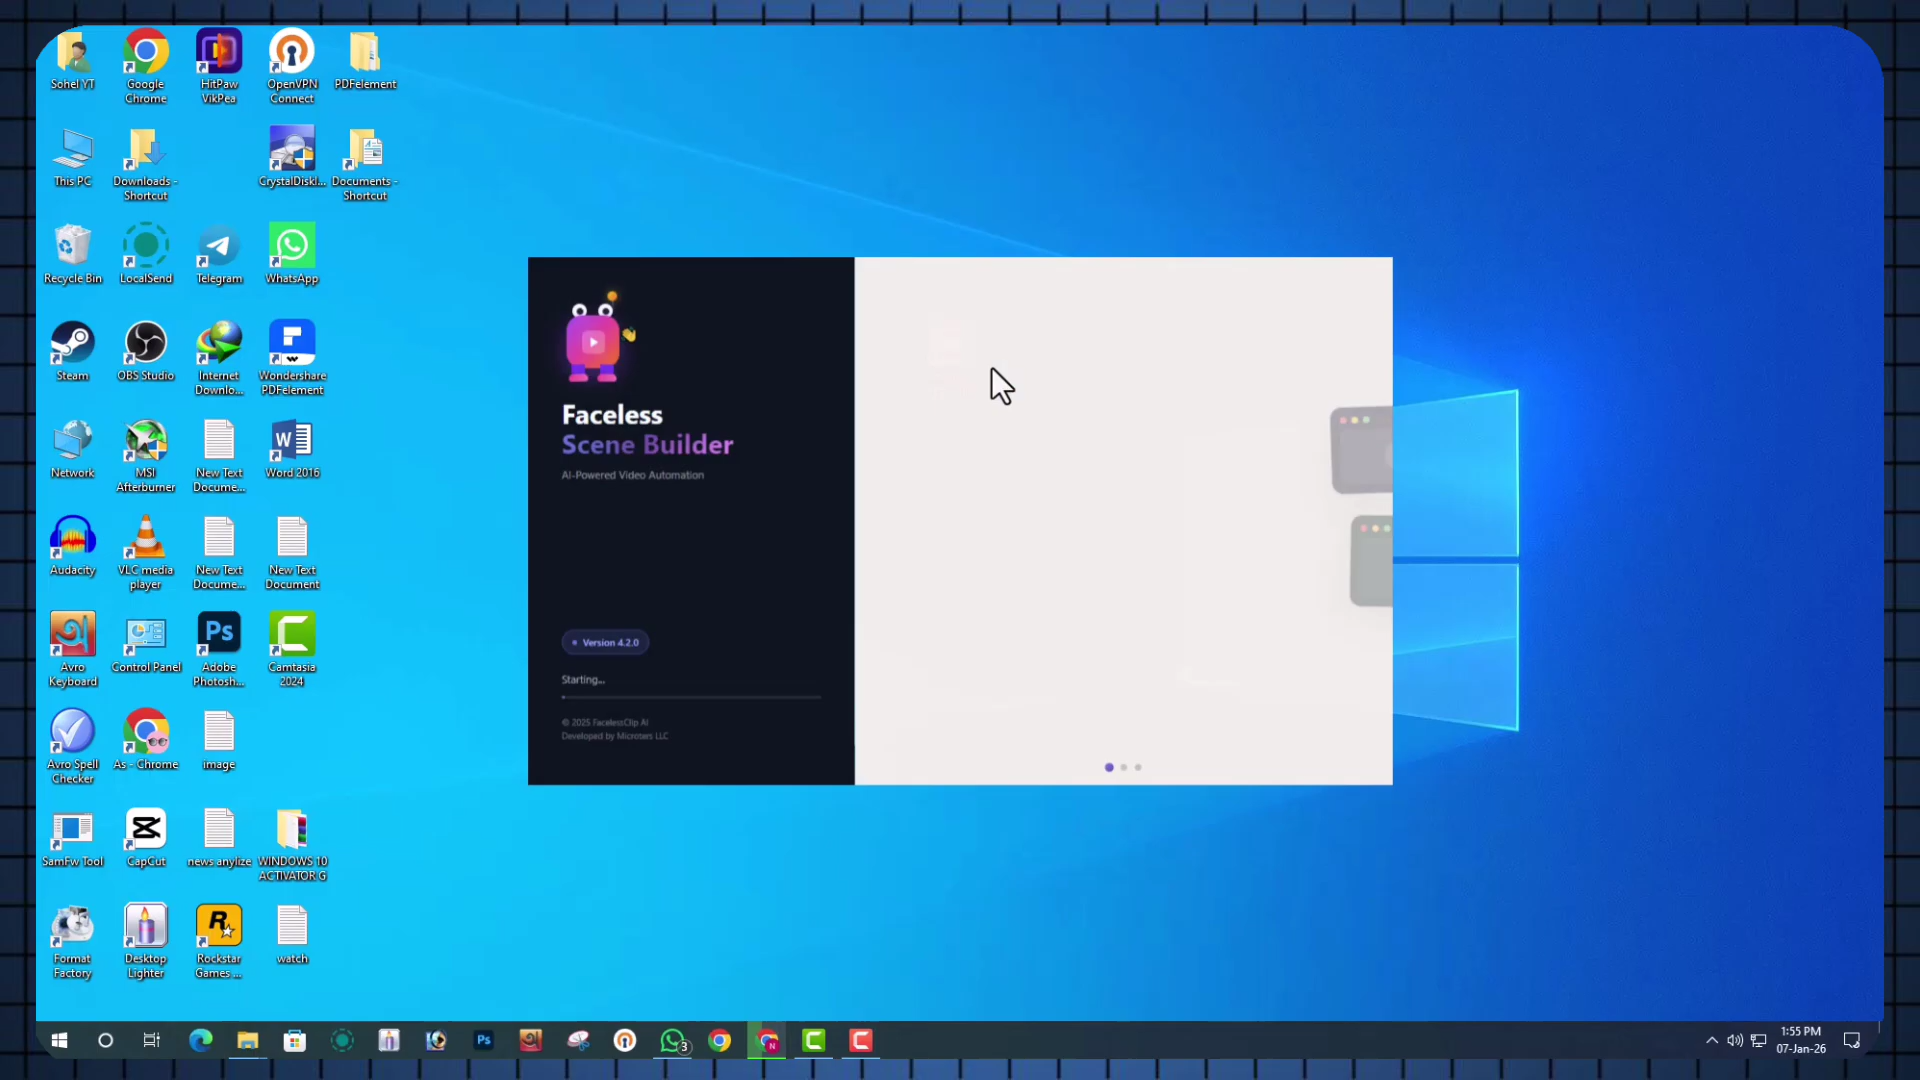 Sohel YT
Google
Chrome
HitPaw
VikPea
OpenVPN
Connect
PDFelement
This PC
Downloads -
Shortcut
CrystalDiskI...
Documents -
Shortcut
Recycle Bin
LocalSend
Telegram
WhatsApp
Steam
OBS Studio
Internet
Downlo...
Wondershare
PDFelement
Network
MSI
Afterburner
New Text
Docume...
Word 2016
Audacity
VLC media
player
New Text
Docume...
New Text
Document
Avro
Keyboard
Control Panel
Adobe
Photosh...
Camtasia
2024
Avro Spell
Checker
As - Chrome
image
SamFw Tool
CapCut
news anylize
WINDOWS 10
ACTIVATOR G
Format
Factory
Desktop
Lighter
Rockstar
Games ...
watch
Faceless
Scene Builder
AI-Powered Video Automation
Version 4.2.0
Starting...
© 2025 FacelessClip AI
Developed by Microters LLC
1:55 PM
07-Jan-26